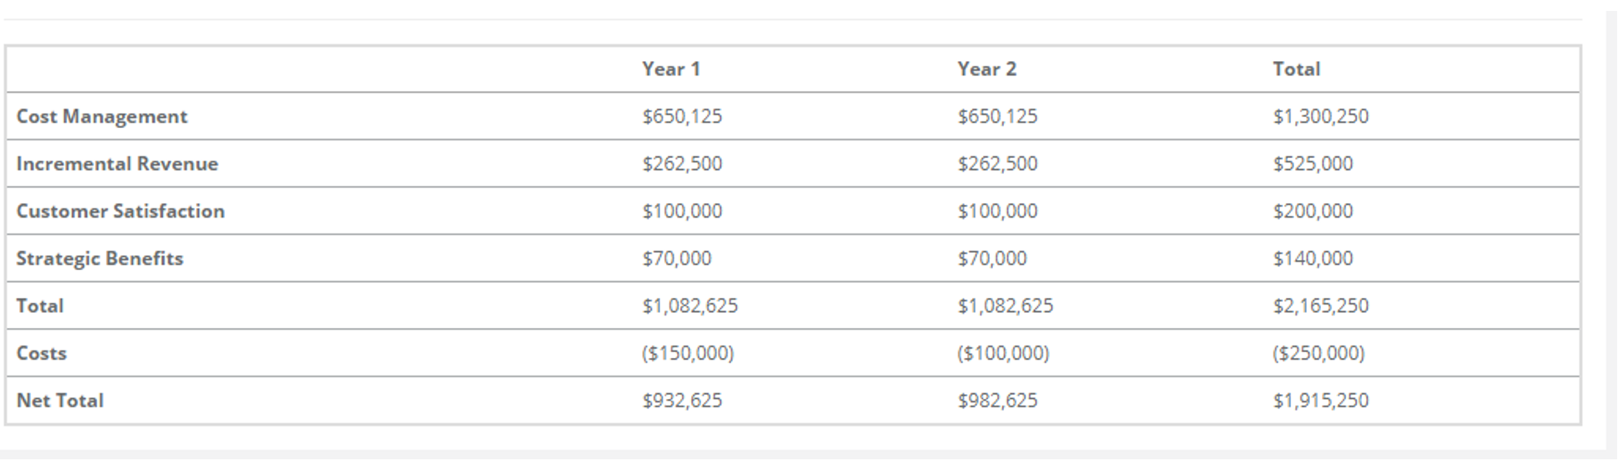 Year 1 Year 2 Total
Cost Management $650,125 $650,125 $1,300,250
Incremental Revenue $262,500 $262,500 $525,000
Customer Satisfaction $100,000 $100,000 $200,000
Strategic Benefits $70,000 $70,000 $140,000
Total $1,082,625 $1,082,625 $2,165,250
Costs ($150,000) ($100,000) ($250,000)
Net Total $932,625 $982,625 $1,915,250